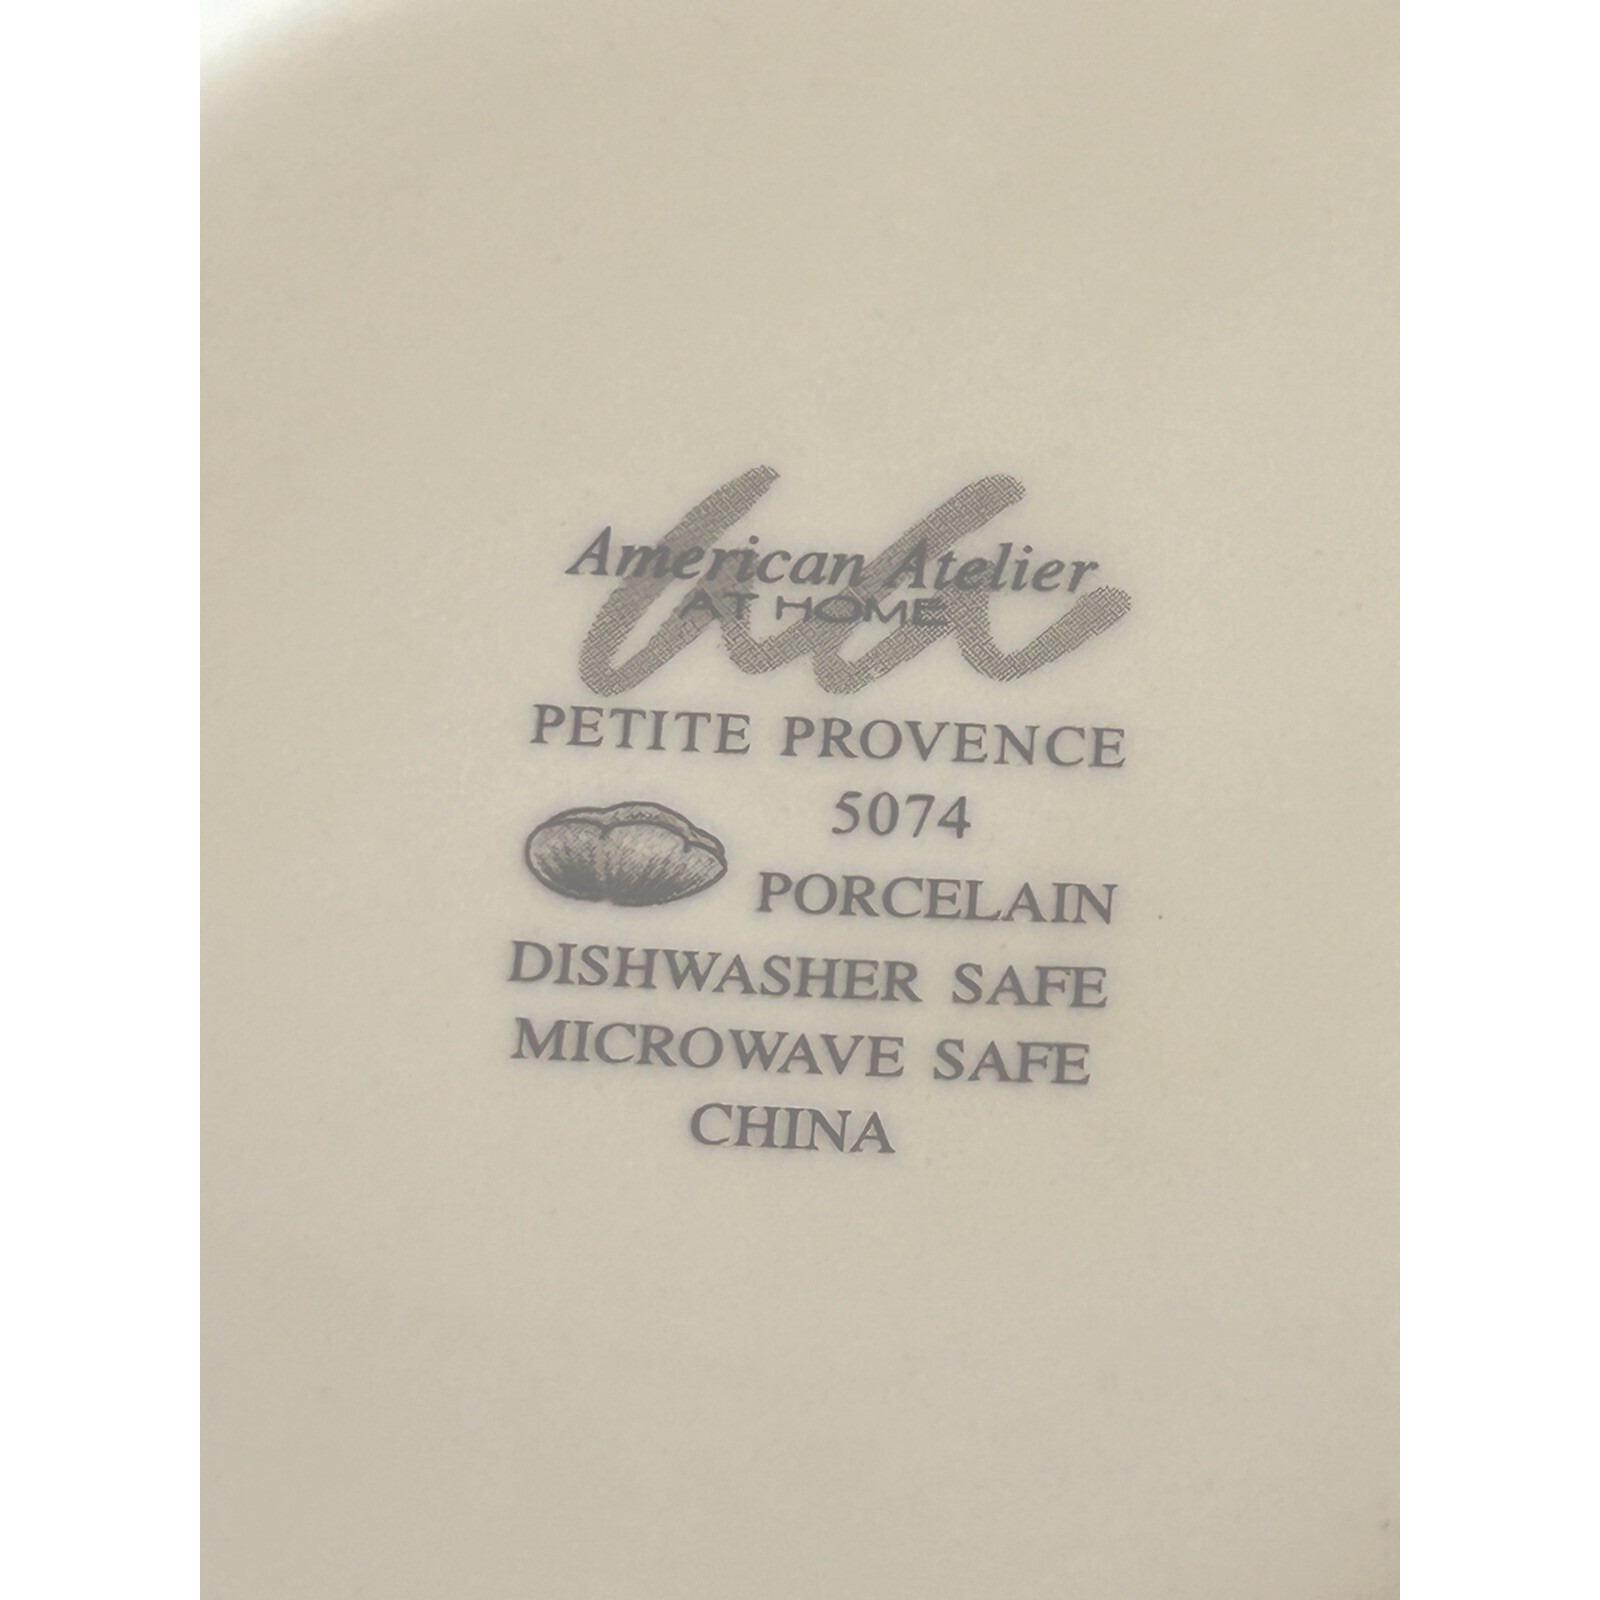 American Atelier
AT HOME
PETITE PROVENCE
5074
PORCELAIN
DISHWASHER SAFE
MICROWAVE SAFE
CHINA